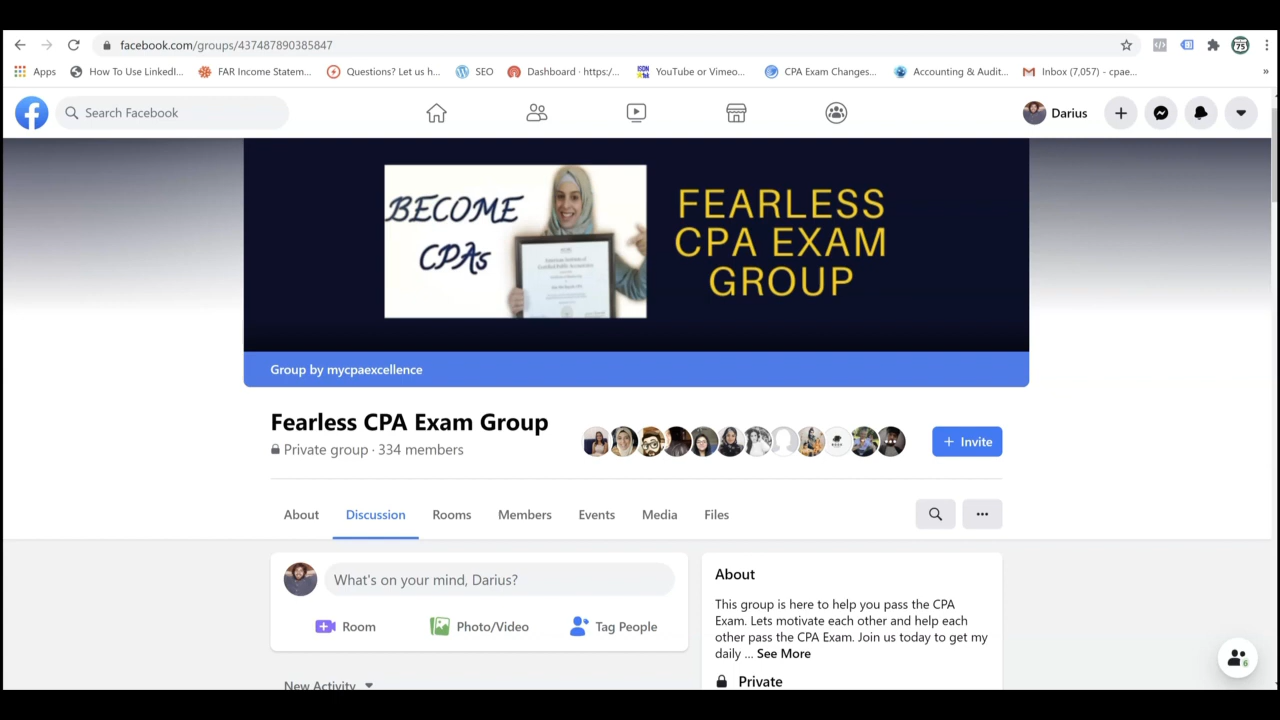 facebook.com/groups/437487890385847
Apps How To Use LinkedI... FAR Income Statem... Questions? Let us h... SEO Dashboard · https:/... YouTube or Vimeo... CPA Exam Changes... Accounting & Audit... Inbox (7,057) - cpae... »
Search Facebook
Darius
BECOME
CPAs
FEARLESS
CPA EXAM
GROUP
Group by mycpaexcellence
Fearless CPA Exam Group
Private group · 334 members
+ Invite
About Discussion Rooms Members Events Media Files
What's on your mind, Darius?
Room Photo/Video Tag People
New Activity
About
This group is here to help you pass the CPA
Exam. Lets motivate each other and help each
other pass the CPA Exam. Join us today to get my
daily ... See More
Private